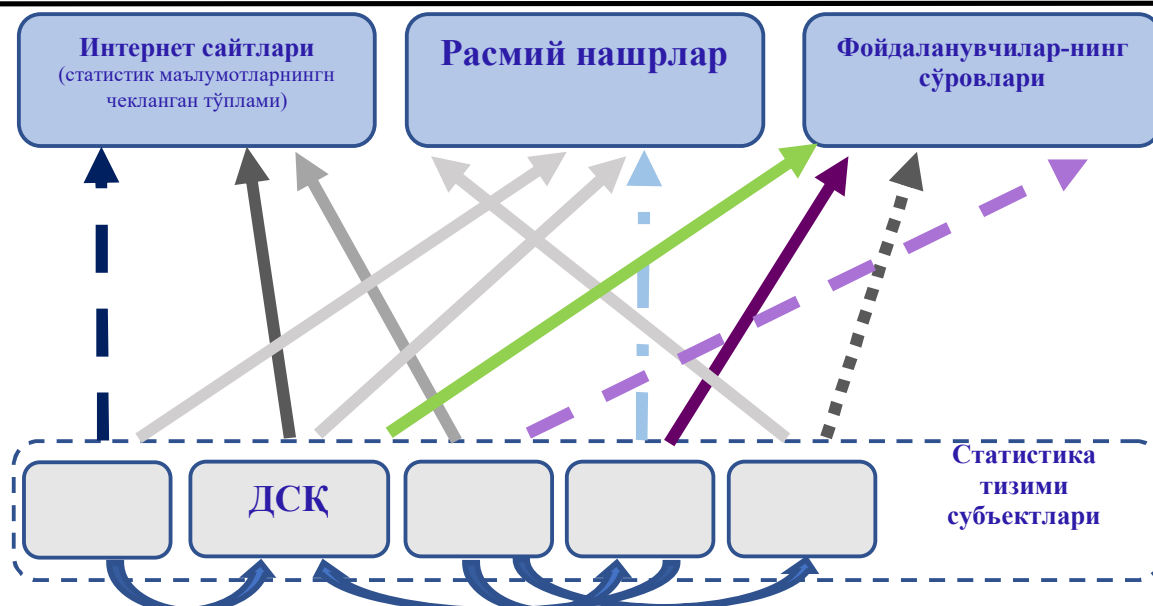 Интернет сайтлари
(статистик маълумотларнингн
чекланган тўплами)
Расмий нашрлар
Фойдаланувчилар-нинг
сўровлари
ДСҚ
Статистика
тизими
субъектлари